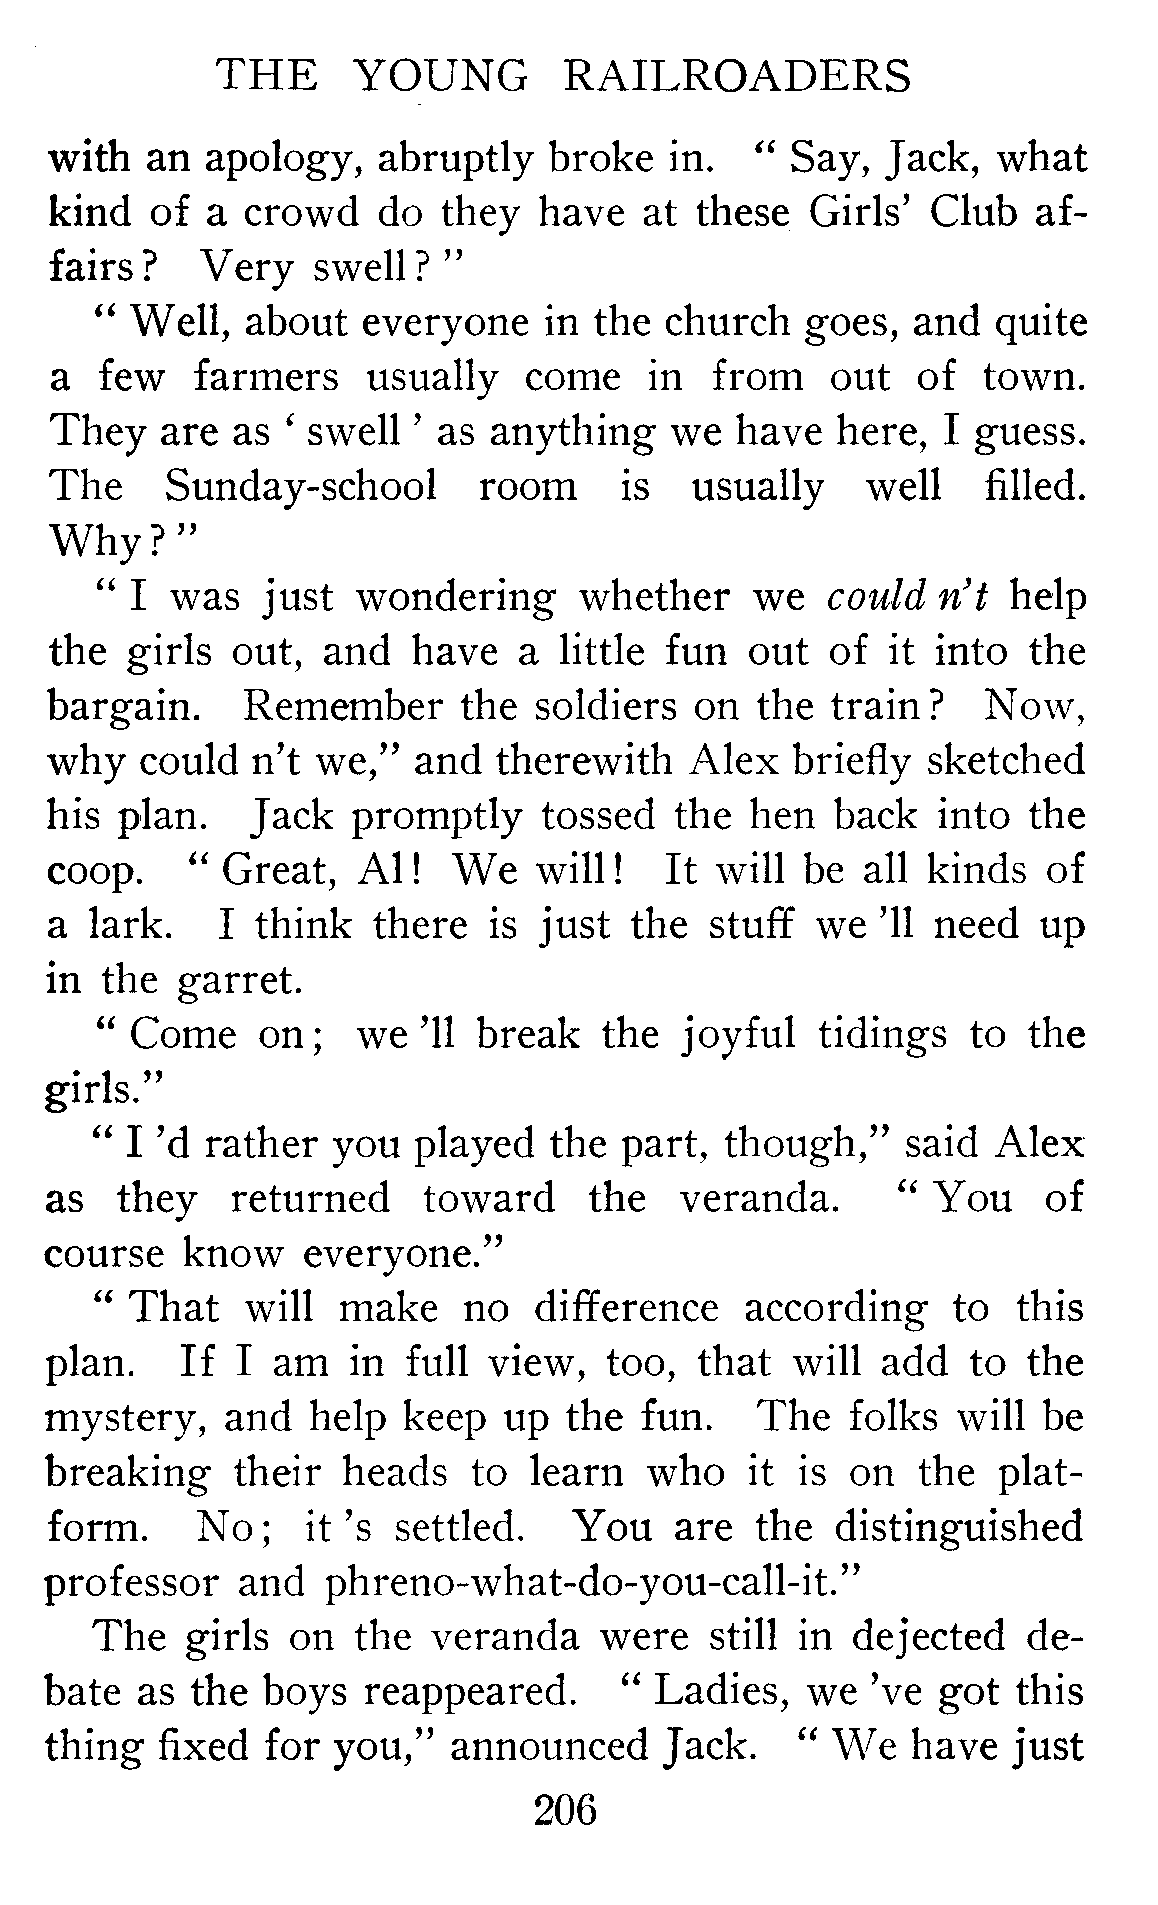 THE YOUNG RAILROADERS
with an apology, abruptly broke in. “ Say, Jack, what
kind of a crowd do they have at these Girls’ Club af-
fairs? Very swell? ”
“ Well, about everyone in the church goes, and quite
a few farmers usually come in from out of town.
They are as ‘ swell ’ as anything we have here, I guess.
The Sunday-school room is usually well filled.
Why? ”
“ I was just wondering whether we could n’t help
the girls out, and have a little fun out of it into the
bargain. Remember the soldiers on the train? Now,
why could n’t we,” and therewith Alex briefly sketched
his plan. Jack promptly tossed the hen back into the
coop. “ Great, Al! We will! It will be all kinds of
a lark. I think there is just the stuff we ’ll need up
in the garret.
“ Come on; we ’ll break the joyful tidings to the
girls.”
“ I ’d rather you played the part, though,” said Alex
as they returned toward the veranda. “ You of
course know everyone.”
“ That will make no difference according to this
plan. If I am in full view, too, that will add to the
mystery, and help keep up the fun. The folks will be
breaking their heads to learn who it is on the plat-
form. No; it ’s settled. You are the distinguished
professor and phreno-what-do-you-call-it.”
The girls on the veranda were still in dejected de-
bate as the boys reappeared. “ Ladies, we ’ve got this
thing fixed for you,” announced Jack. “ We have just
206